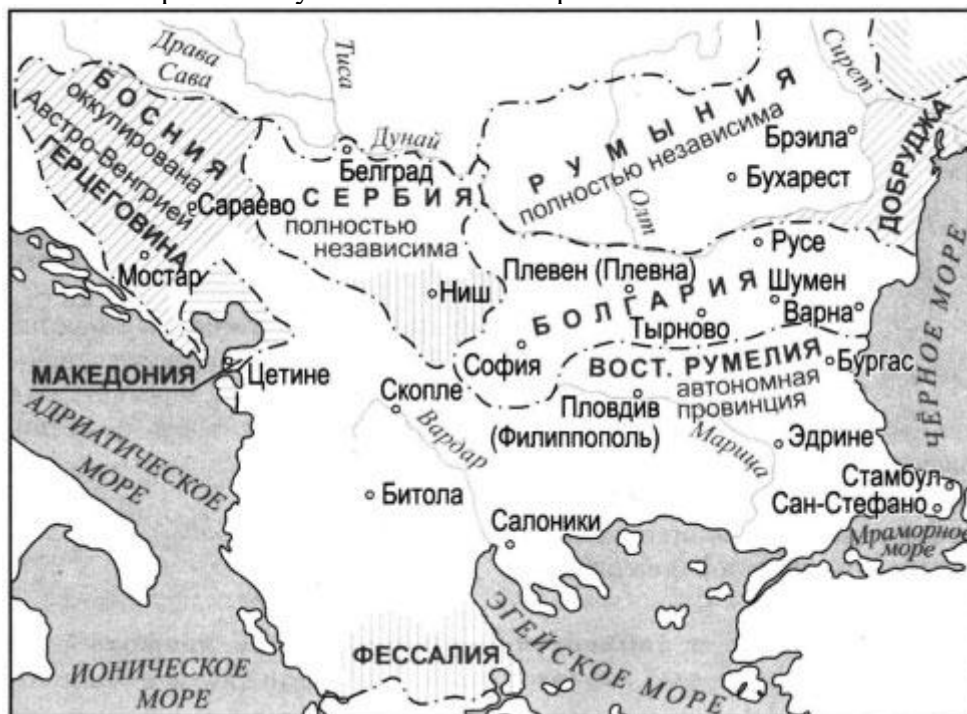 Драва
Сава
Тиса
Сирет
БОСНИЯ
оккупирована
Австро-Венгрией
ГЕРЦЕГОВИНА
Дунай
Белград
РУМЫНИЯ
полностью независима
Брэила
Бухарест
Олт
ДОБРУДЖА
Сараево
СЕРБИЯ
полностью
независима
Мостар
Ниш
Русе
Плевен (Плевна)
Шумен
БОЛГАРИЯ
Варна
Тырново
София
ЧЁРНОЕ МОРЕ
МАКЕДОНИЯ
Цетине
ВОСТ. РУМЕЛИЯ
автономная
провинция
Бургас
Скопле
Пловдив
(Филиппополь)
Вардар
Марица
Эдрине
АДРИАТИЧЕСКОЕ
МОРЕ
Битола
Стамбул
Сан-Стефано
Салоники
Мраморное
море
ЭГЕЙСКОЕ МОРЕ
ФЕССАЛИЯ
ИОНИЧЕСКОЕ
МОРЕ